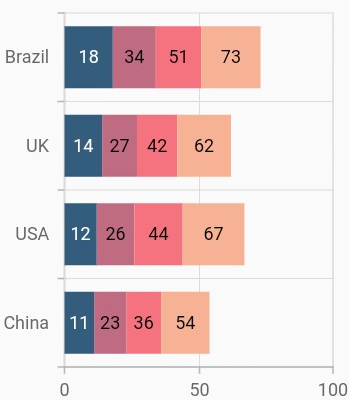 Brazil 18 34 51 73
UK 14 27 42 62
USA 12 26 44 67
China 11 23 36 54
0 50 100